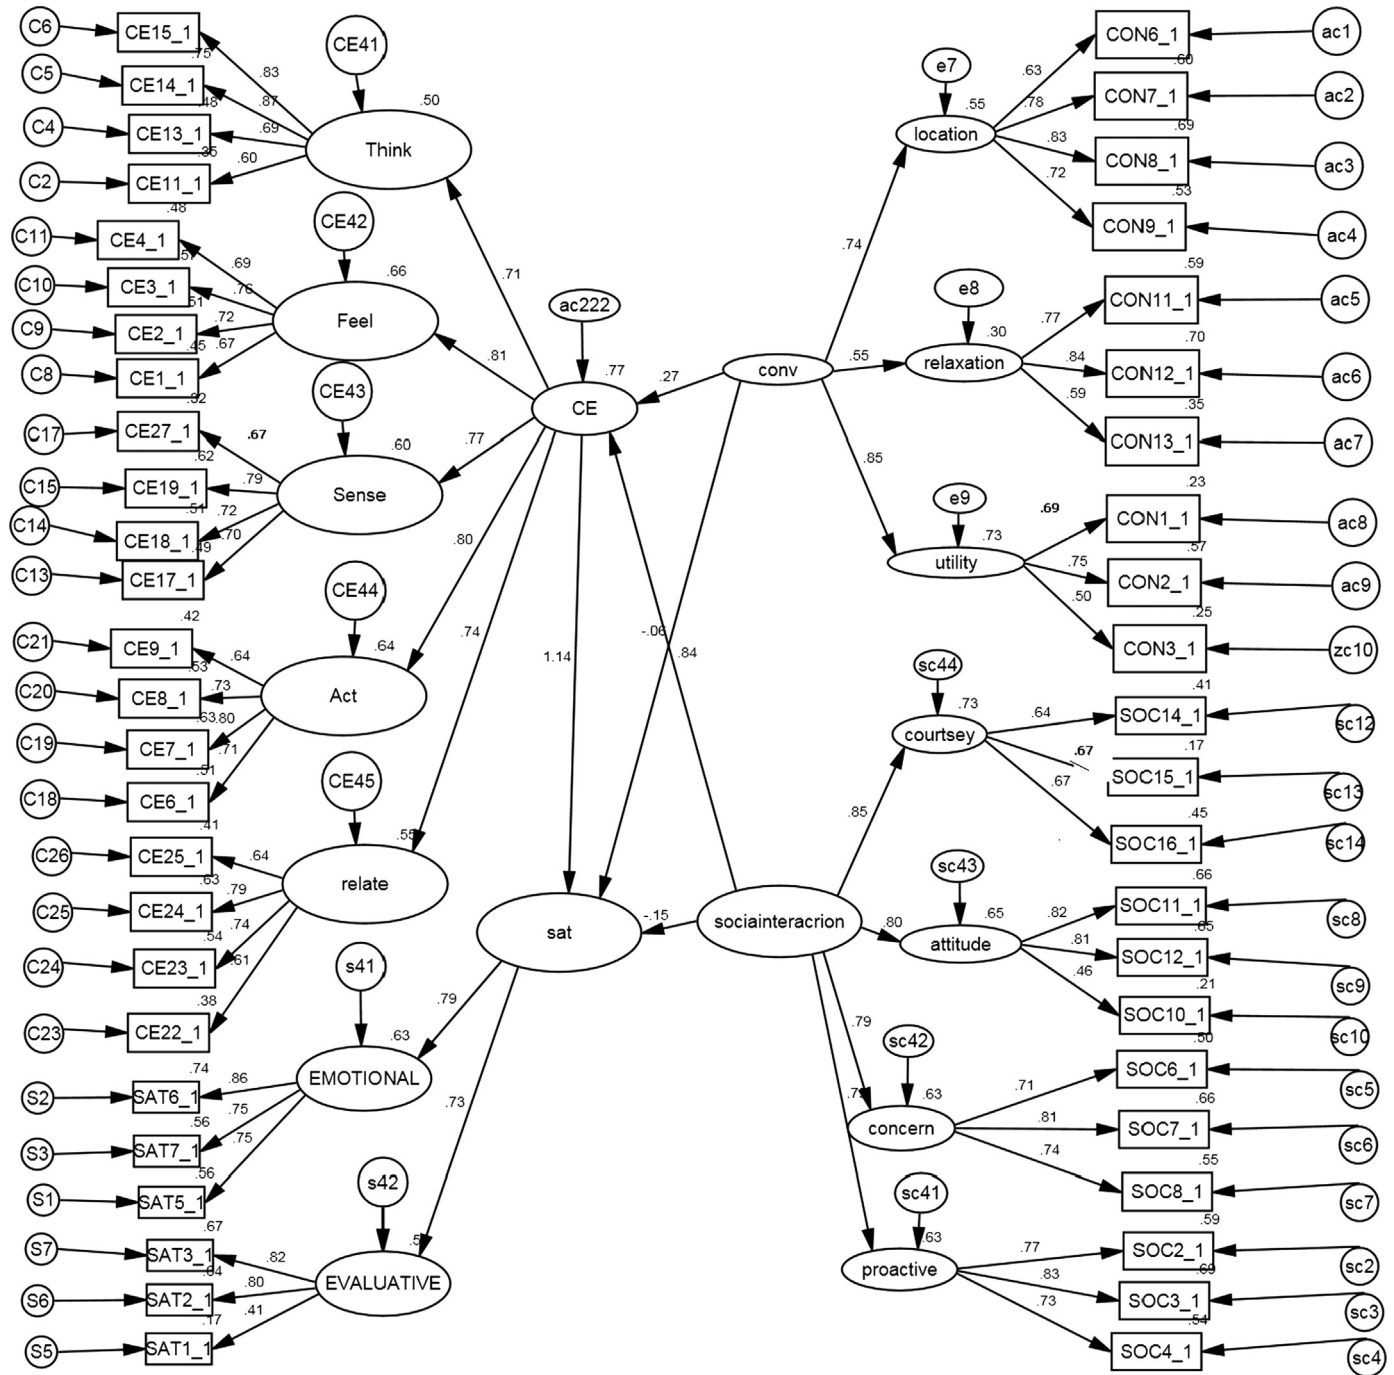 C6
CE15_1
.75
C5
CE14_1
.48
C4
CE13_1
.35
C2
CE11_1
.83
.87
.69
.60
CE41
.50
Think
.48
C11
CE4_1
.57
C10
CE3_1
.51
C9
CE2_1
.45
C8
CE1_1
.69
.76
.72
.67
CE42
.66
Feel
C17
CE27_1
.62
C15
CE19_1
.51
C14
CE18_1
.49
C13
CE17_1
.67
.79
.72
.70
CE43
.60
Sense
.42
C21
CE9_1
.53
C20
CE8_1
.63
C19
CE7_1
.51
C18
CE6_1
.64
.73
.80
.71
CE44
.64
Act
.41
C26
CE25_1
.63
C25
CE24_1
.54
C24
CE23_1
.38
C23
CE22_1
.64
.79
.74
.61
CE45
.55
relate
.74
S2
SAT6_1
.56
S3
SAT7_1
.56
S1
SAT5_1
.86
.75
.75
s41
.63
EMOTIONAL
.67
S7
SAT3_1
.64
S6
SAT2_1
.17
S5
SAT1_1
.82
.80
.41
s42
EVALUATIVE
.71
.81
.77
.80
.74
ac222
.77
CE
.27
conv
1.14
-.06
.84
sat
-.15
sociainteracrion
.79
.73
.74
.55
.85
e7
.55
location
.63
.78
.83
.72
CON6_1
ac1
.60
CON7_1
ac2
.69
CON8_1
ac3
.53
CON9_1
ac4
e8
.30
relaxation
.77
.84
.59
.59
CON11_1
ac5
.70
CON12_1
ac6
.35
CON13_1
ac7
e9
.73
utility
.69
.75
.50
.23
CON1_1
ac8
.57
CON2_1
ac9
.25
CON3_1
zc10
.85
.80
.79
sc44
.73
courtsey
.64
.67
.67
.41
SOC14_1
sc12
.17
SOC15_1
sc13
.45
SOC16_1
sc14
sc43
.65
attitude
.82
.81
.46
.66
SOC11_1
sc8
.65
SOC12_1
sc9
.21
SOC10_1
sc10
sc42
.63
concern
.71
.81
.74
.50
SOC6_1
sc5
.66
SOC7_1
sc6
.55
SOC8_1
sc7
sc41
.63
proactive
.77
.83
.73
.59
SOC2_1
sc2
.69
SOC3_1
sc3
.54
SOC4_1
sc4